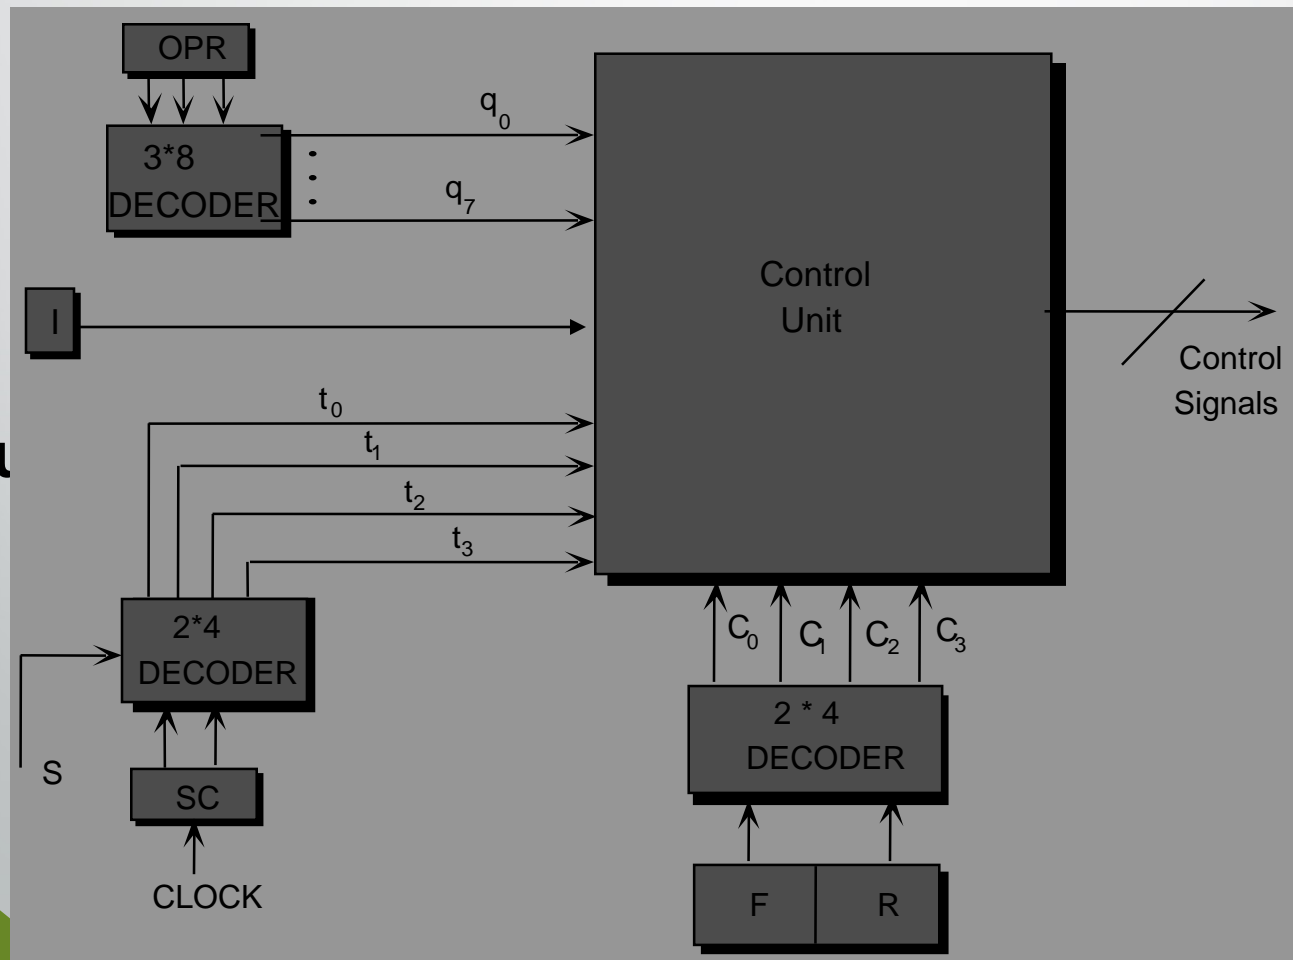 OPR
q0
3*8
DECODER
q7
Control
Unit
I
Control
Signals
t0
t1
t2
t3
2*4
DECODER
C0 C1 C2 C3
2 * 4
DECODER
S
SC
CLOCK
F R